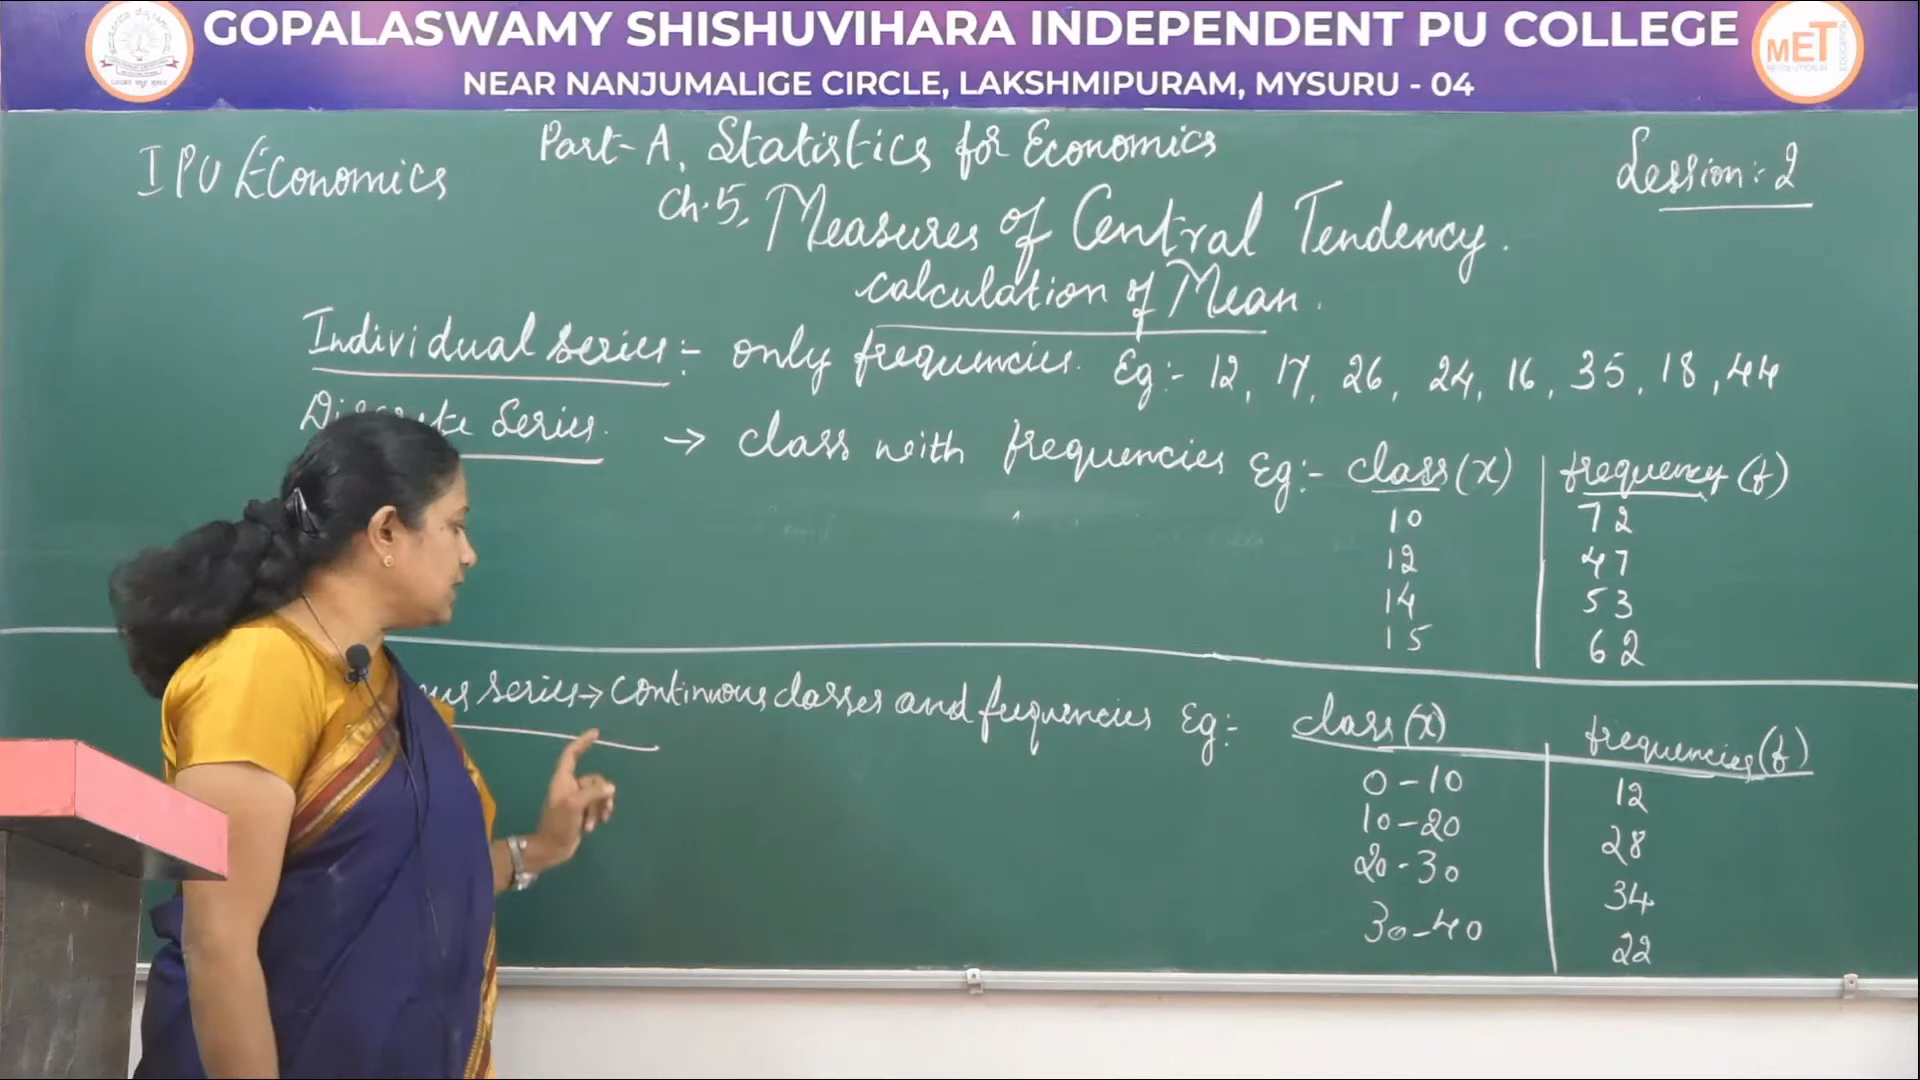 GOPALASWAMY SHISHUVIHARA INDEPENDENT PU COLLEGE
NEAR NANJUMALIGE CIRCLE, LAKSHMIPURAM, MYSURU - 04
MET
I PU Economics
Part-A, Statistics for Economics
Session:- 2
Ch.5, Measures of Central Tendency.
calculation of Mean.
Individual series:- only frequencies. Eg:- 12, 17, 26, 24, 16, 35, 18, 44
Series. → class with frequencies Eg:- class(x) frequency(f)
10 72
12 47
14 53
15 62
series→ continuous classes and frequencies Eg:- class(x) frequencies(f)
0-10 12
10-20 28
20-30 34
30-40 22